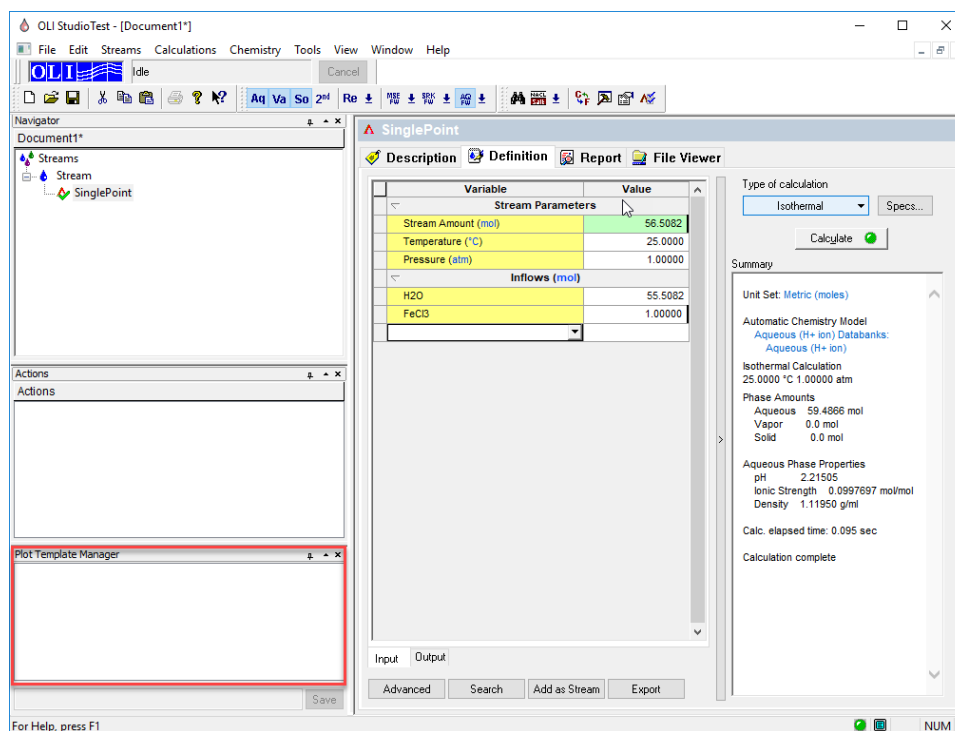 OLI StudioTest - [Document1*]
File Edit Streams Calculations Chemistry Tools View Window Help
OLI Idle Cancel
Aq Va So 2nd Re MSE FW SRK FW AQ FW
Navigator
Document1*
Streams
Stream
SinglePoint
Actions
Actions
Plot Template Manager
Save
SinglePoint
Description Definition Report File Viewer
Variable Value
Stream Parameters
Stream Amount (mol) 56.5082
Temperature (°C) 25.0000
Pressure (atm) 1.00000
Inflows (mol)
H2O 55.5082
FeCl3 1.00000
Input Output
Advanced Search Add as Stream Export
Type of calculation
Isothermal Specs...
Calculate
Summary
Unit Set: Metric (moles)
Automatic Chemistry Model
Aqueous (H+ ion) Databanks:
Aqueous (H+ ion)
Isothermal Calculation
25.0000 °C 1.00000 atm
Phase Amounts
Aqueous 59.4866 mol
Vapor 0.0 mol
Solid 0.0 mol
Aqueous Phase Properties
pH 2.21505
Ionic Strength 0.0997697 mol/mol
Density 1.11950 g/ml
Calc. elapsed time: 0.095 sec
Calculation complete
For Help, press F1 NUM